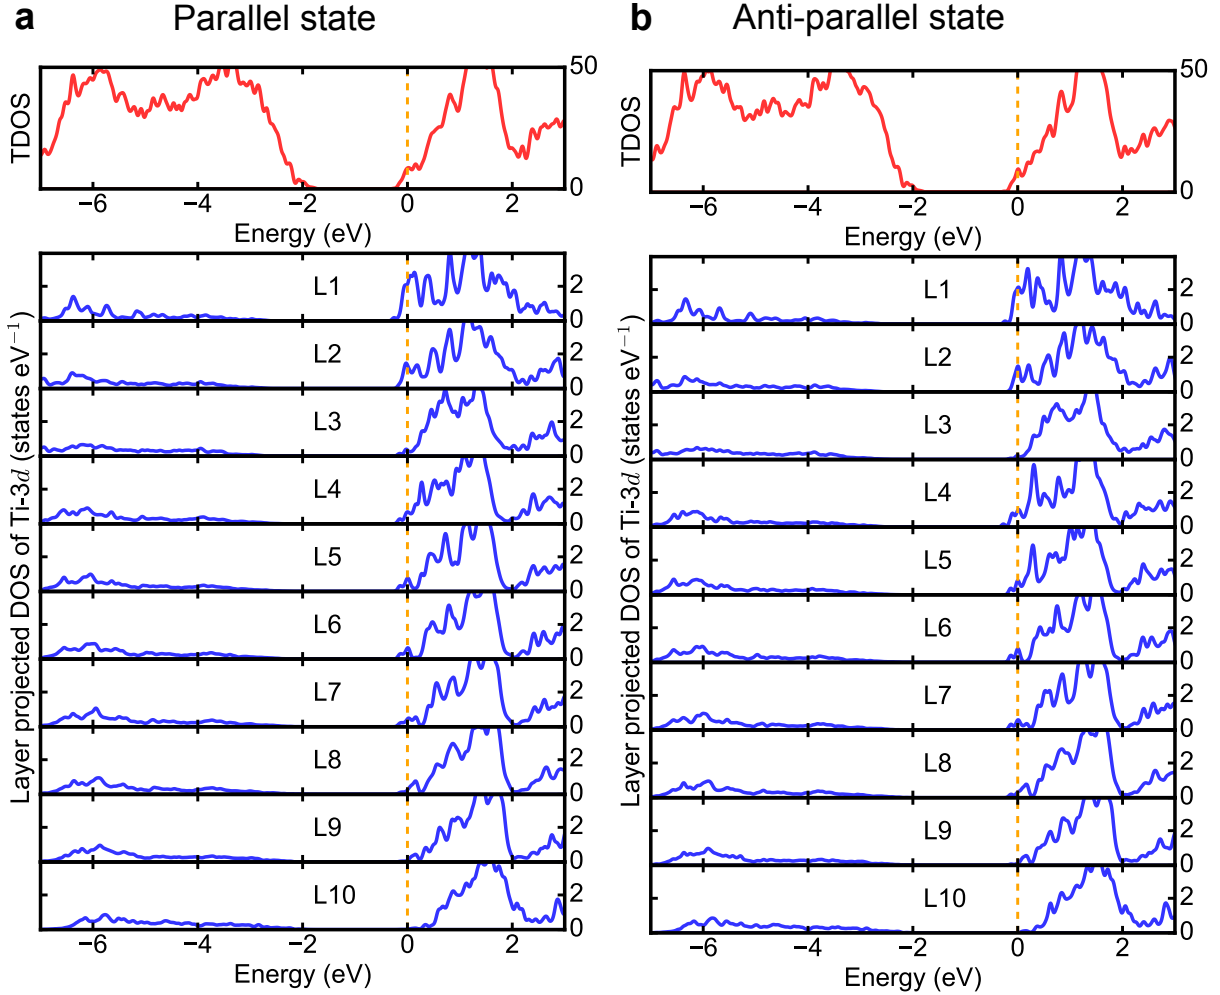 a Parallel state
TDOS
50
0
−6 −4 −2 0 2
Energy (eV)
Layer projected DOS of Ti-3d (states eV⁻¹)
L1
2
0
L2
2
0
L3
2
0
L4
2
0
L5
2
0
L6
2
0
L7
2
0
L8
2
0
L9
2
0
L10
2
0
−6 −4 −2 0 2
Energy (eV)
b Anti-parallel state
TDOS
50
0
−6 −4 −2 0 2
Energy (eV)
Layer projected DOS of Ti-3d (states eV⁻¹)
L1
2
0
L2
2
0
L3
2
0
L4
2
0
L5
2
0
L6
2
0
L7
2
0
L8
2
0
L9
2
0
L10
2
0
−6 −4 −2 0 2
Energy (eV)